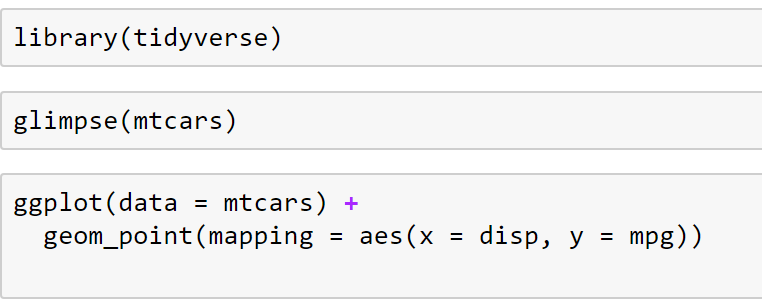 library(tidyverse)
glimpse(mtcars)
ggplot(data = mtcars) +
  geom_point(mapping = aes(x = disp, y = mpg))